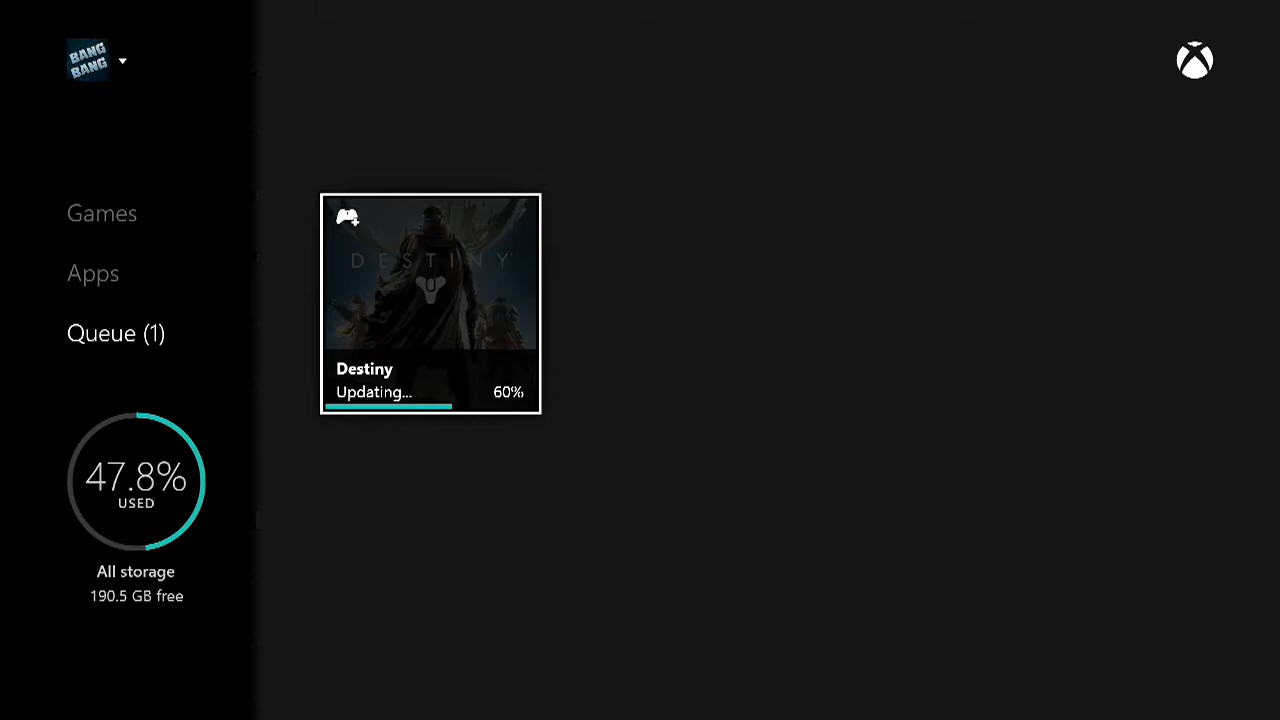 BANG
BANG
Games
Apps
Queue (1)
47.8%
USED
All storage
190.5 GB free
DESTINY
Destiny
Updating... 60%